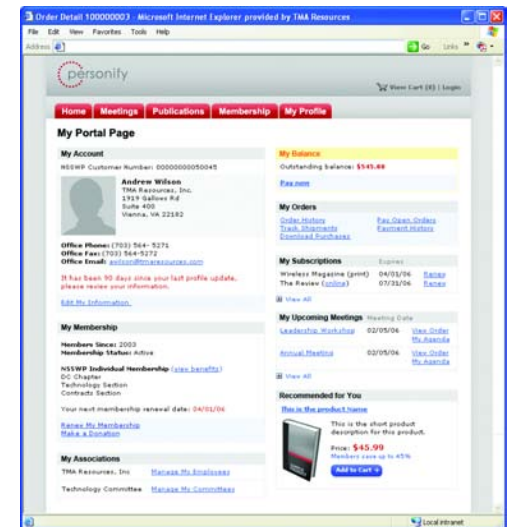 Order Detail 100000003 - Microsoft Internet Explorer provided by TMA Resources
File Edit View Favorites Tools Help
Address Go Links »
personify
View Cart (0) | Login
Home Meetings Publications Membership My Profile
My Portal Page
My Account
NSSWP Customer Number: 00000000050045
Andrew Wilson
TMA Resources, Inc.
1919 Gallows Rd
Suite 400
Vienna, VA 22182
Office Phone: (703) 564- 5271
Office Fax: (703) 564-5272
Office Email: awilson@tmaresources.com
It has been 90 days since your last profile update,
please review your information.
Edit My Information.
My Membership
Members Since: 2003
Membership Status: Active
NSSWP Individual Membership (view benefits)
DC Chapter
Technology Section
Contracts Section
Your next membership renewal date: 04/01/06
Renew My Membership
Make a Donation
My Associations
TMA Resources, Inc Manage My Employees
Technology Committee Manage My Committees
My Balance
Outstanding balance: $545.88
Pay now
My Orders
Order History Pay Open Orders
Track Shipments Payment History
Download Purchases
My Subscriptions Expires
Wireless Magazine (print) 04/01/06 Renew
The Review (online) 07/31/06 Renew
View All
My Upcoming Meetings Meeting Date
Leadership Workshop 02/05/06 View Order
My Agenda
Annual Meeting 02/05/06 View Order
My Agenda
View All
Recommended for You
This is the product Name
This is the short product
description for this product.
Price: $45.99
Members save up to 45%
Add to Cart
Local intranet